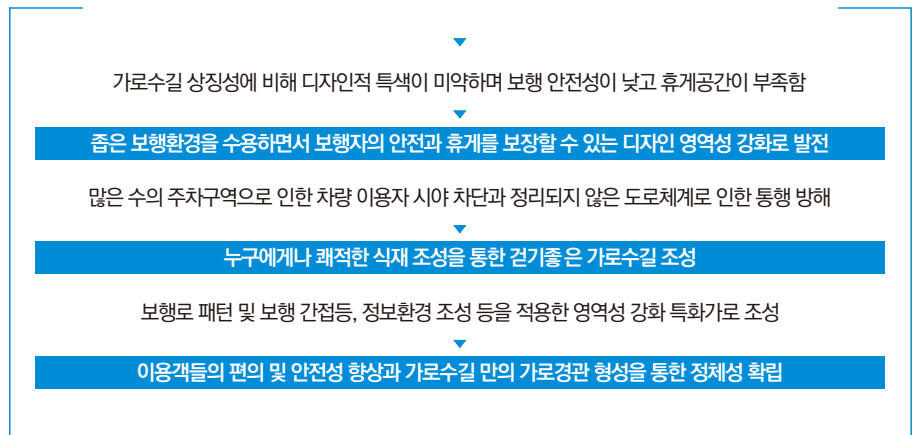 가로수길 상징성에 비해 디자인적 특색이 미약하며 보행 안전성이 낮고 휴게공간이 부족함
좁은 보행환경을 수용하면서 보행자의 안전과 휴게를 보장할 수 있는 디자인 영역성 강화로 발전
많은 수의 주차구역으로 인한 차량 이용자 시야 차단과 정리되지 않은 도로체계로 인한 통행 방해
누구에게나 쾌적한 식재 조성을 통한 걷기좋은 가로수길 조성
보행로 패턴 및 보행 간접등, 정보환경 조성 등을 적용한 영역성 강화 특화가로 조성
이용객들의 편의 및 안전성 향상과 가로수길 만의 가로경관 형성을 통한 정체성 확립